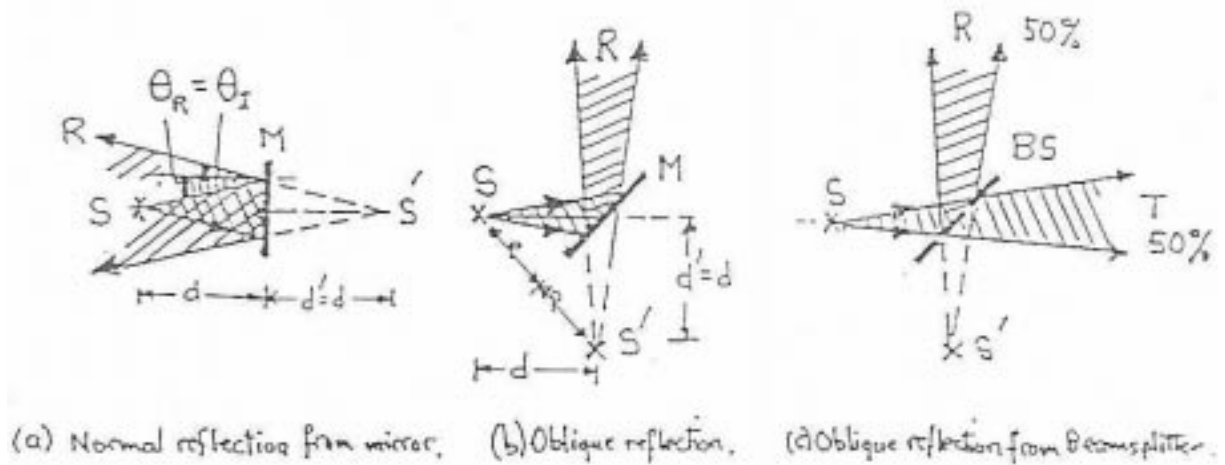 θR = θI
M
R
S
S'
d
d'=d
(a) Normal reflection from mirror.
R
M
S
r
r
d'=d
S'
d
(b) Oblique reflection.
R 50%
BS
S
T
50%
S'
(c) Oblique reflection from Beamsplitter.